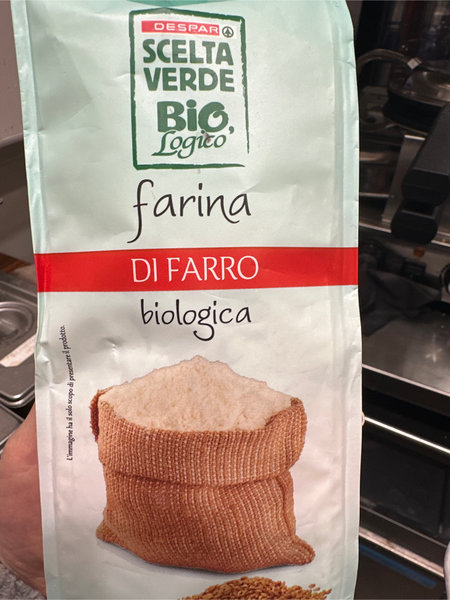 DESPAR
SCELTA
VERDE
BiO,
Logico
farina
DI FARRO
biologica
L'immagine ha il solo scopo di presentare il prodotto.